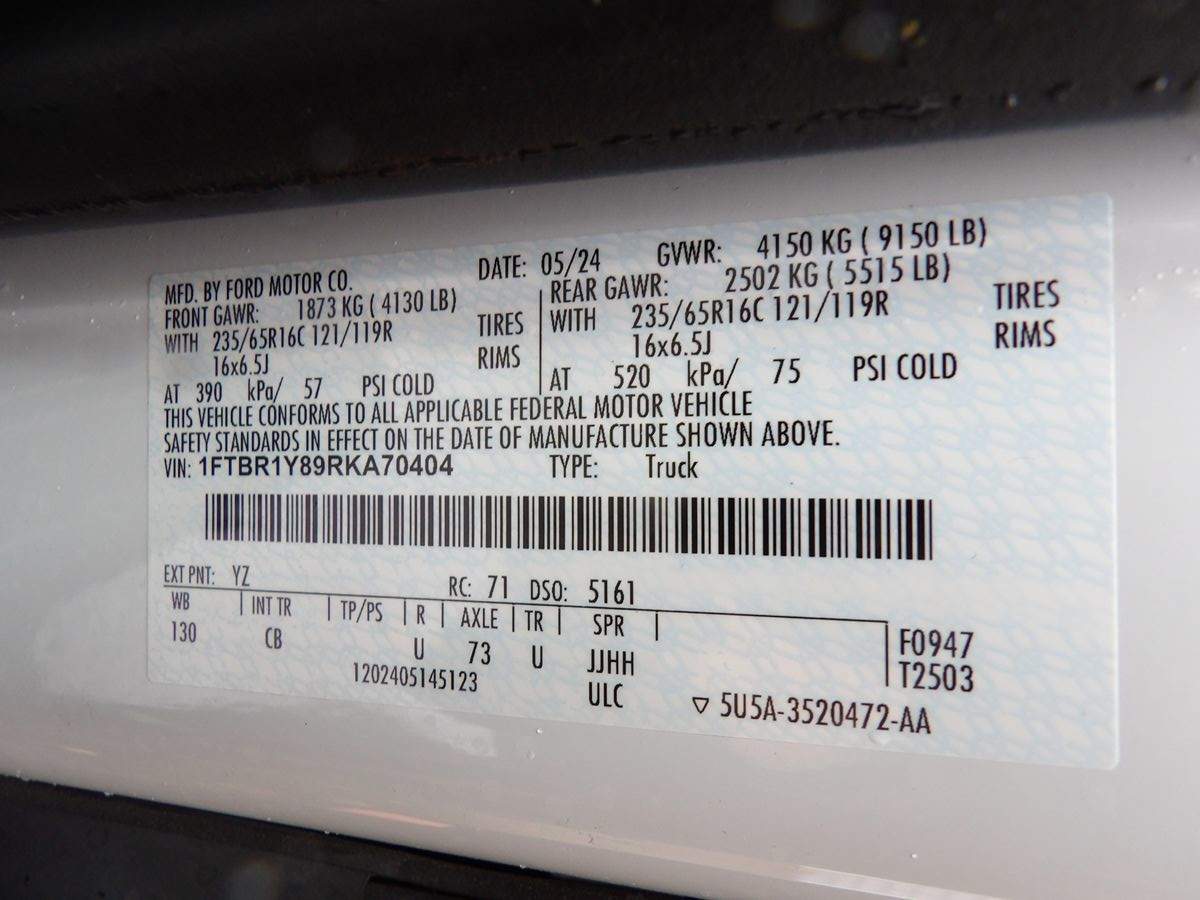 MFD. BY FORD MOTOR CO. DATE: 05/24 GVWR: 4150 KG ( 9150 LB)
FRONT GAWR: 1873 KG ( 4130 LB) REAR GAWR: 2502 KG ( 5515 LB)
WITH 235/65R16C 121/119R TIRES WITH 235/65R16C 121/119R TIRES
16x6.5J RIMS 16x6.5J RIMS
AT 390 kPa/ 57 PSI COLD AT 520 kPa/ 75 PSI COLD
THIS VEHICLE CONFORMS TO ALL APPLICABLE FEDERAL MOTOR VEHICLE
SAFETY STANDARDS IN EFFECT ON THE DATE OF MANUFACTURE SHOWN ABOVE.
VIN: 1FTBR1Y89RKA70404 TYPE: Truck
EXT PNT: YZ RC: 71 DSO: 5161
WB | INT TR | TP/PS | R | AXLE | TR | SPR |
130 CB U 73 U JJHH F0947
1202405145123 ULC T2503
▽ 5U5A-3520472-AA